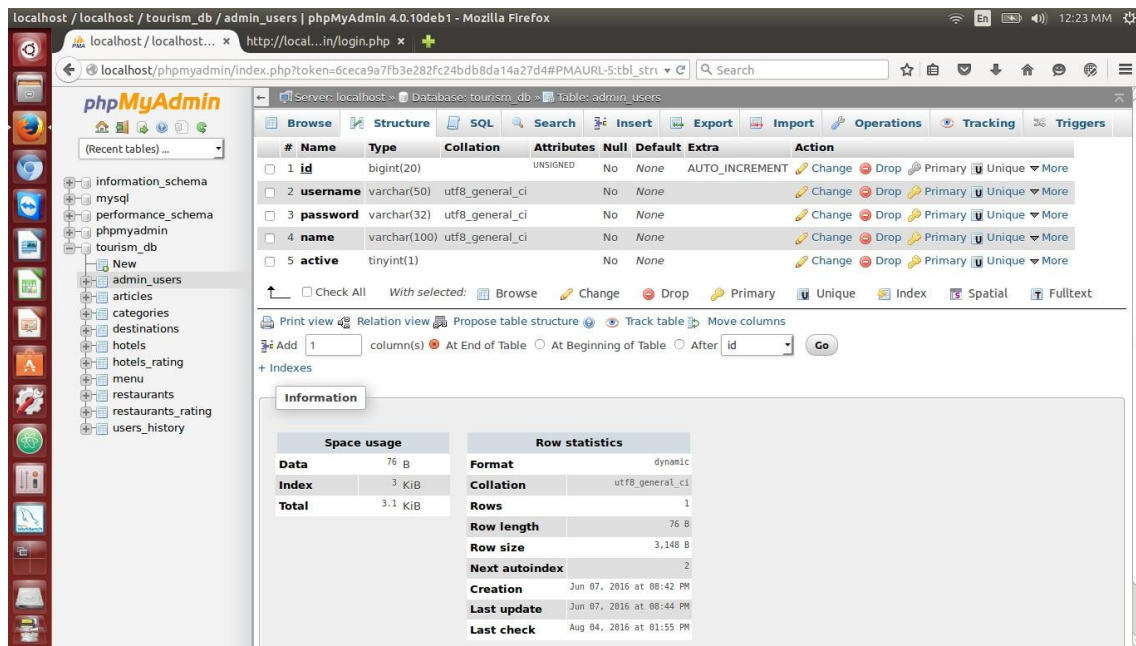 localhost / localhost / tourism_db / admin_users | phpMyAdmin 4.0.10deb1 - Mozilla Firefox En 12:23 MM
localhost / localhost... × http://local...in/login.php ×
localhost/phpmyadmin/index.php?token=6ceca9a7fb3e282fc24bdb8da14a27d4#PMAURL-5:tbl_stru Search
phpMyAdmin
(Recent tables) ...
information_schema
mysql
performance_schema
phpmyadmin
tourism_db
New
admin_users
articles
categories
destinations
hotels
hotels_rating
menu
restaurants
restaurants_rating
users_history
Server: localhost » Database: tourism_db » Table: admin_users
Browse Structure SQL Search Insert Export Import Operations Tracking Triggers
# Name Type Collation Attributes Null Default Extra Action
1 id bigint(20) UNSIGNED No None AUTO_INCREMENT Change Drop Primary Unique More
2 username varchar(50) utf8_general_ci No None Change Drop Primary Unique More
3 password varchar(32) utf8_general_ci No None Change Drop Primary Unique More
4 name varchar(100) utf8_general_ci No None Change Drop Primary Unique More
5 active tinyint(1) No None Change Drop Primary Unique More
Check All With selected: Browse Change Drop Primary Unique Index Spatial Fulltext
Print view Relation view Propose table structure Track table Move columns
Add 1 column(s) At End of Table At Beginning of Table After id Go
+ Indexes
Information
Space usage
Data 76 B
Index 3 KiB
Total 3.1 KiB
Row statistics
Format dynamic
Collation utf8_general_ci
Rows 1
Row length 76 B
Row size 3,148 B
Next autoindex 2
Creation Jun 07, 2016 at 08:42 PM
Last update Jun 07, 2016 at 08:44 PM
Last check Aug 04, 2016 at 01:55 PM